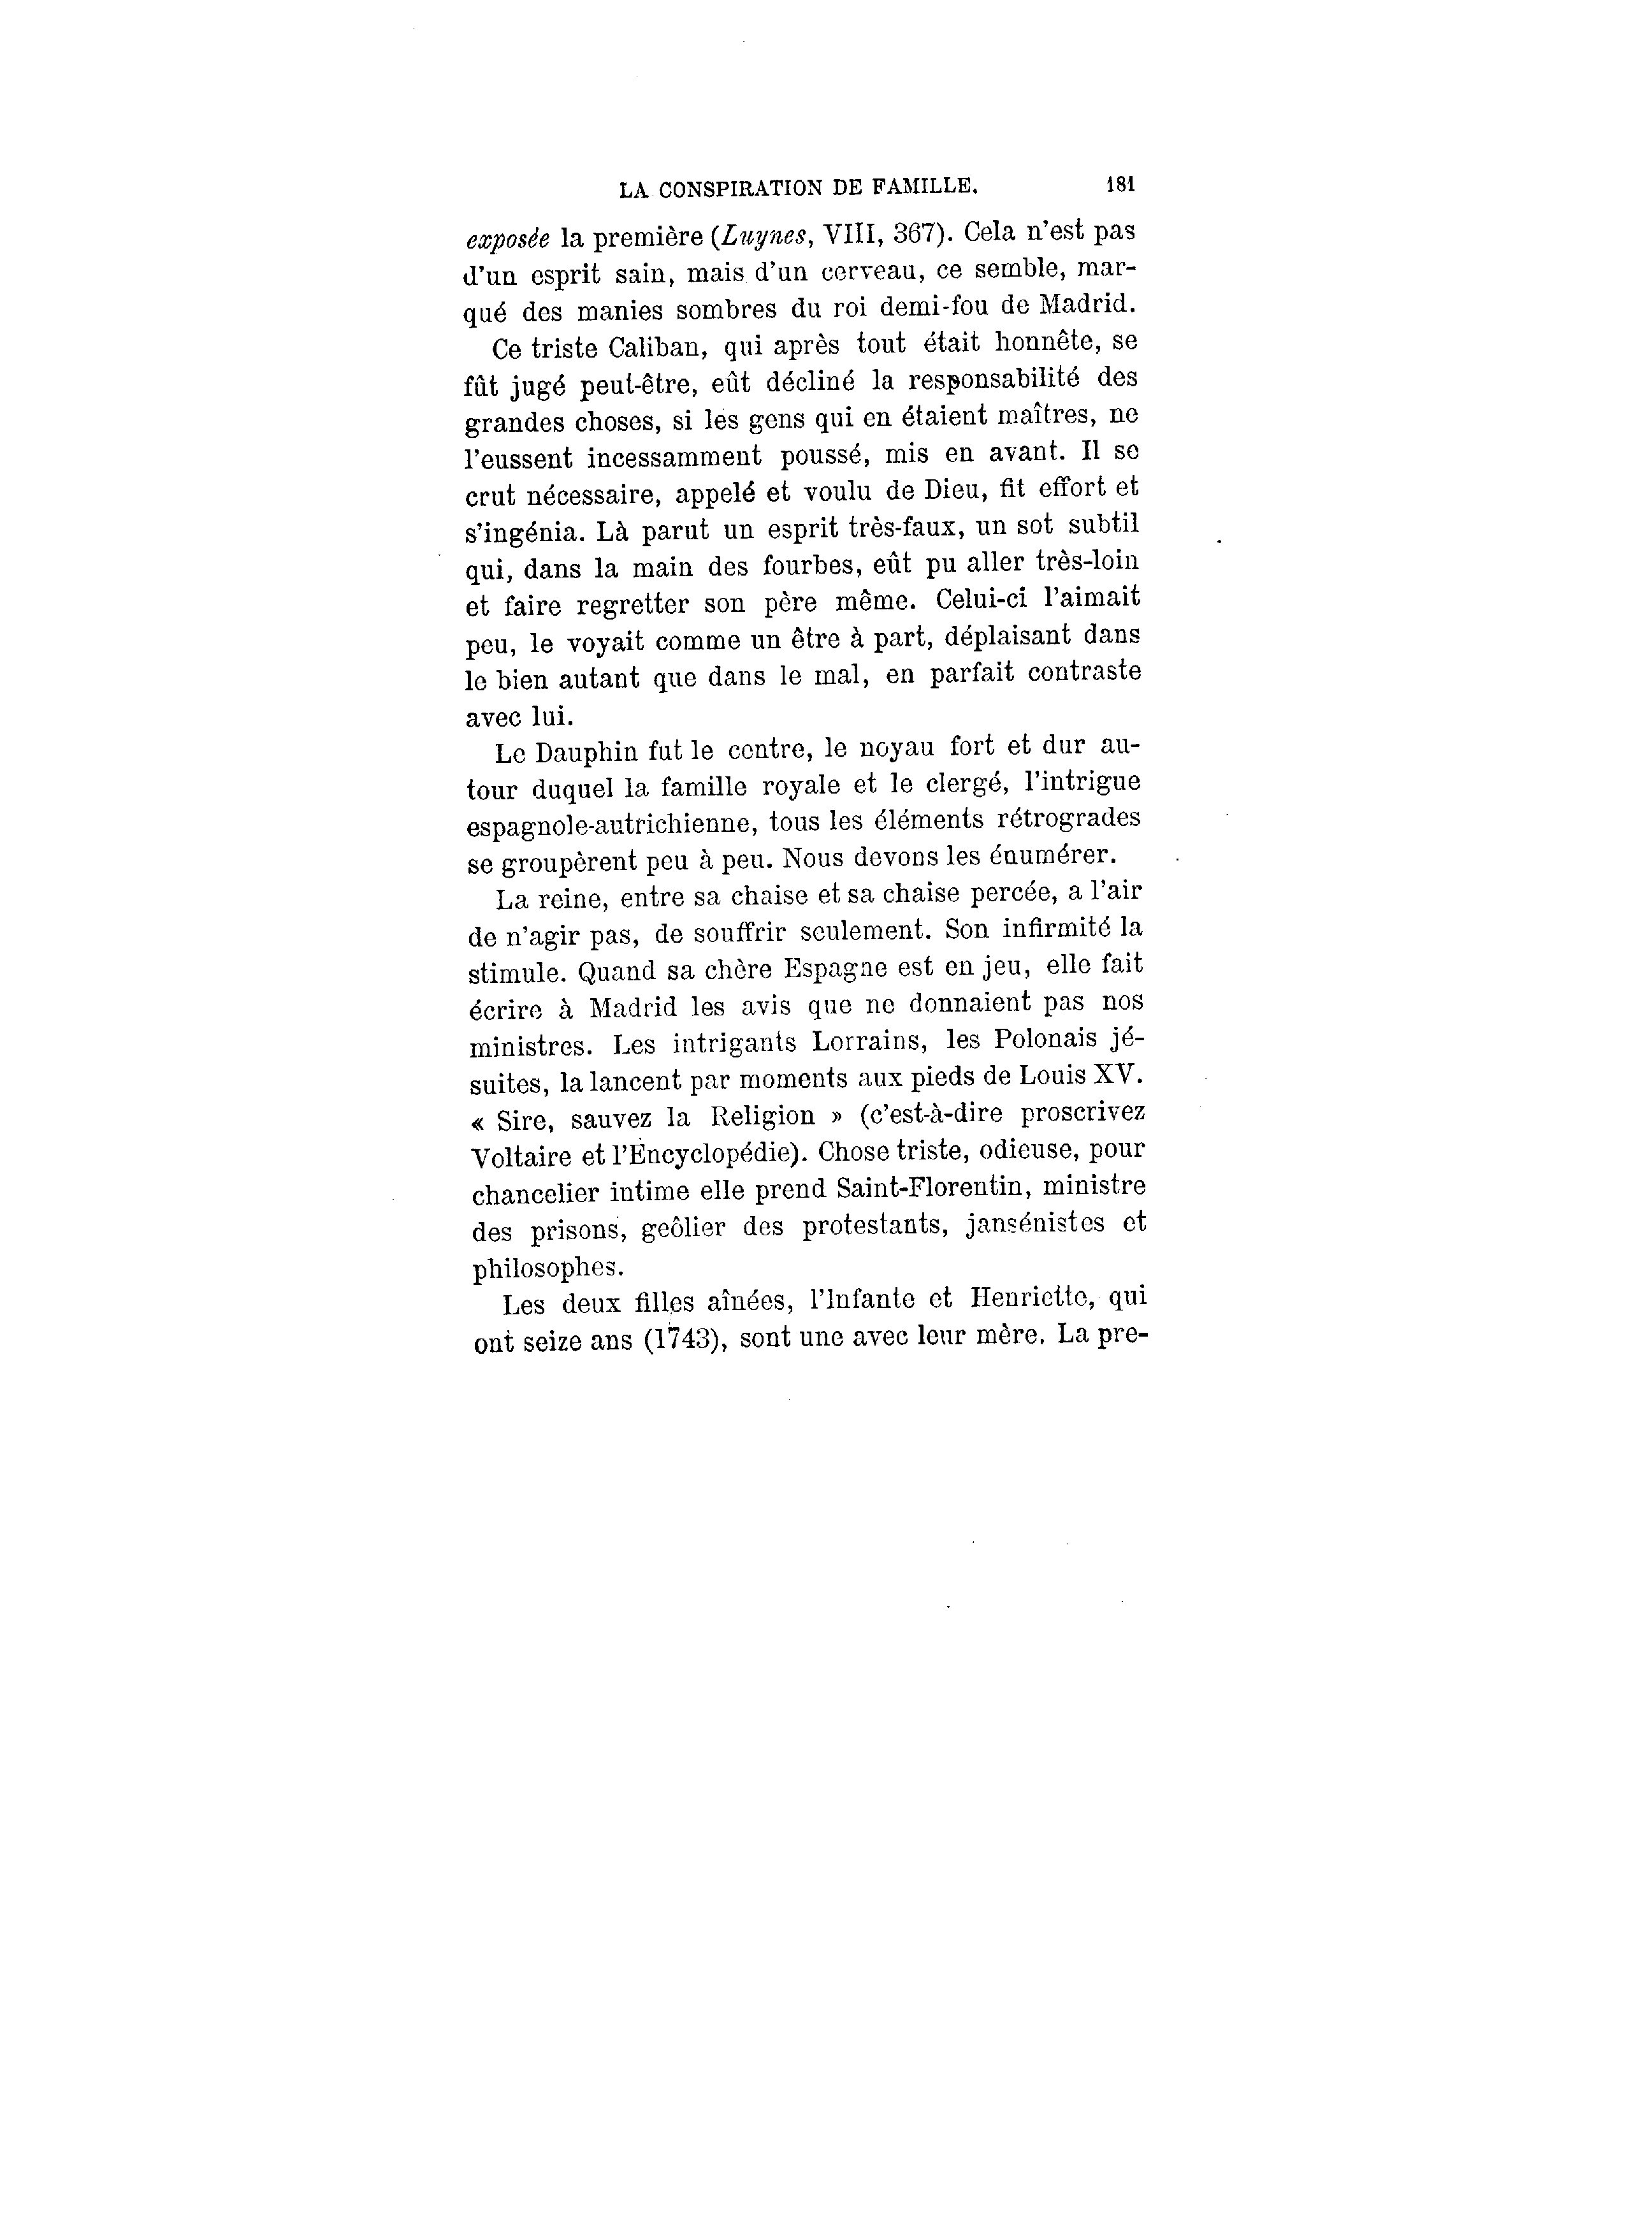 LA CONSPIRATION DE FAMILLE. 181
exposée la première (Luynes, VIII, 367). Cela n'est pas
d'un esprit sain, mais d'un cerveau, ce semble, mar-
qué des manies sombres du roi demi-fou de Madrid.
Ce triste Caliban, qui après tout était honnête, se
fût jugé peut-être, eût décliné la responsabilité des
grandes choses, si les gens qui en étaient maîtres, ne
l'eussent incessamment poussé, mis en avant. Il se
crut nécessaire, appelé et voulu de Dieu, fit effort et
s'ingénia. Là parut un esprit très-faux, un sot subtil
qui, dans la main des fourbes, eût pu aller très-loin
et faire regretter son père même. Celui-ci l'aimait
peu, le voyait comme un être à part, déplaisant dans
le bien autant que dans le mal, en parfait contraste
avec lui.
Le Dauphin fut le centre, le noyau fort et dur au-
tour duquel la famille royale et le clergé, l'intrigue
espagnole-autrichienne, tous les éléments rétrogrades
se groupèrent peu à peu. Nous devons les énumérer.
La reine, entre sa chaise et sa chaise percée, a l'air
de n'agir pas, de souffrir seulement. Son infirmité la
stimule. Quand sa chère Espagne est en jeu, elle fait
écrire à Madrid les avis que ne donnaient pas nos
ministres. Les intrigants Lorrains, les Polonais jé-
suites, la lancent par moments aux pieds de Louis XV.
« Sire, sauvez la Religion » (c'est-à-dire proscrivez
Voltaire et l'Encyclopédie). Chose triste, odieuse, pour
chancelier intime elle prend Saint-Florentin, ministre
des prisons, geôlier des protestants, jansénistes et
philosophes.
Les deux filles aînées, l'Infante et Henriette, qui
ont seize ans (1743), sont une avec leur mère. La pre-